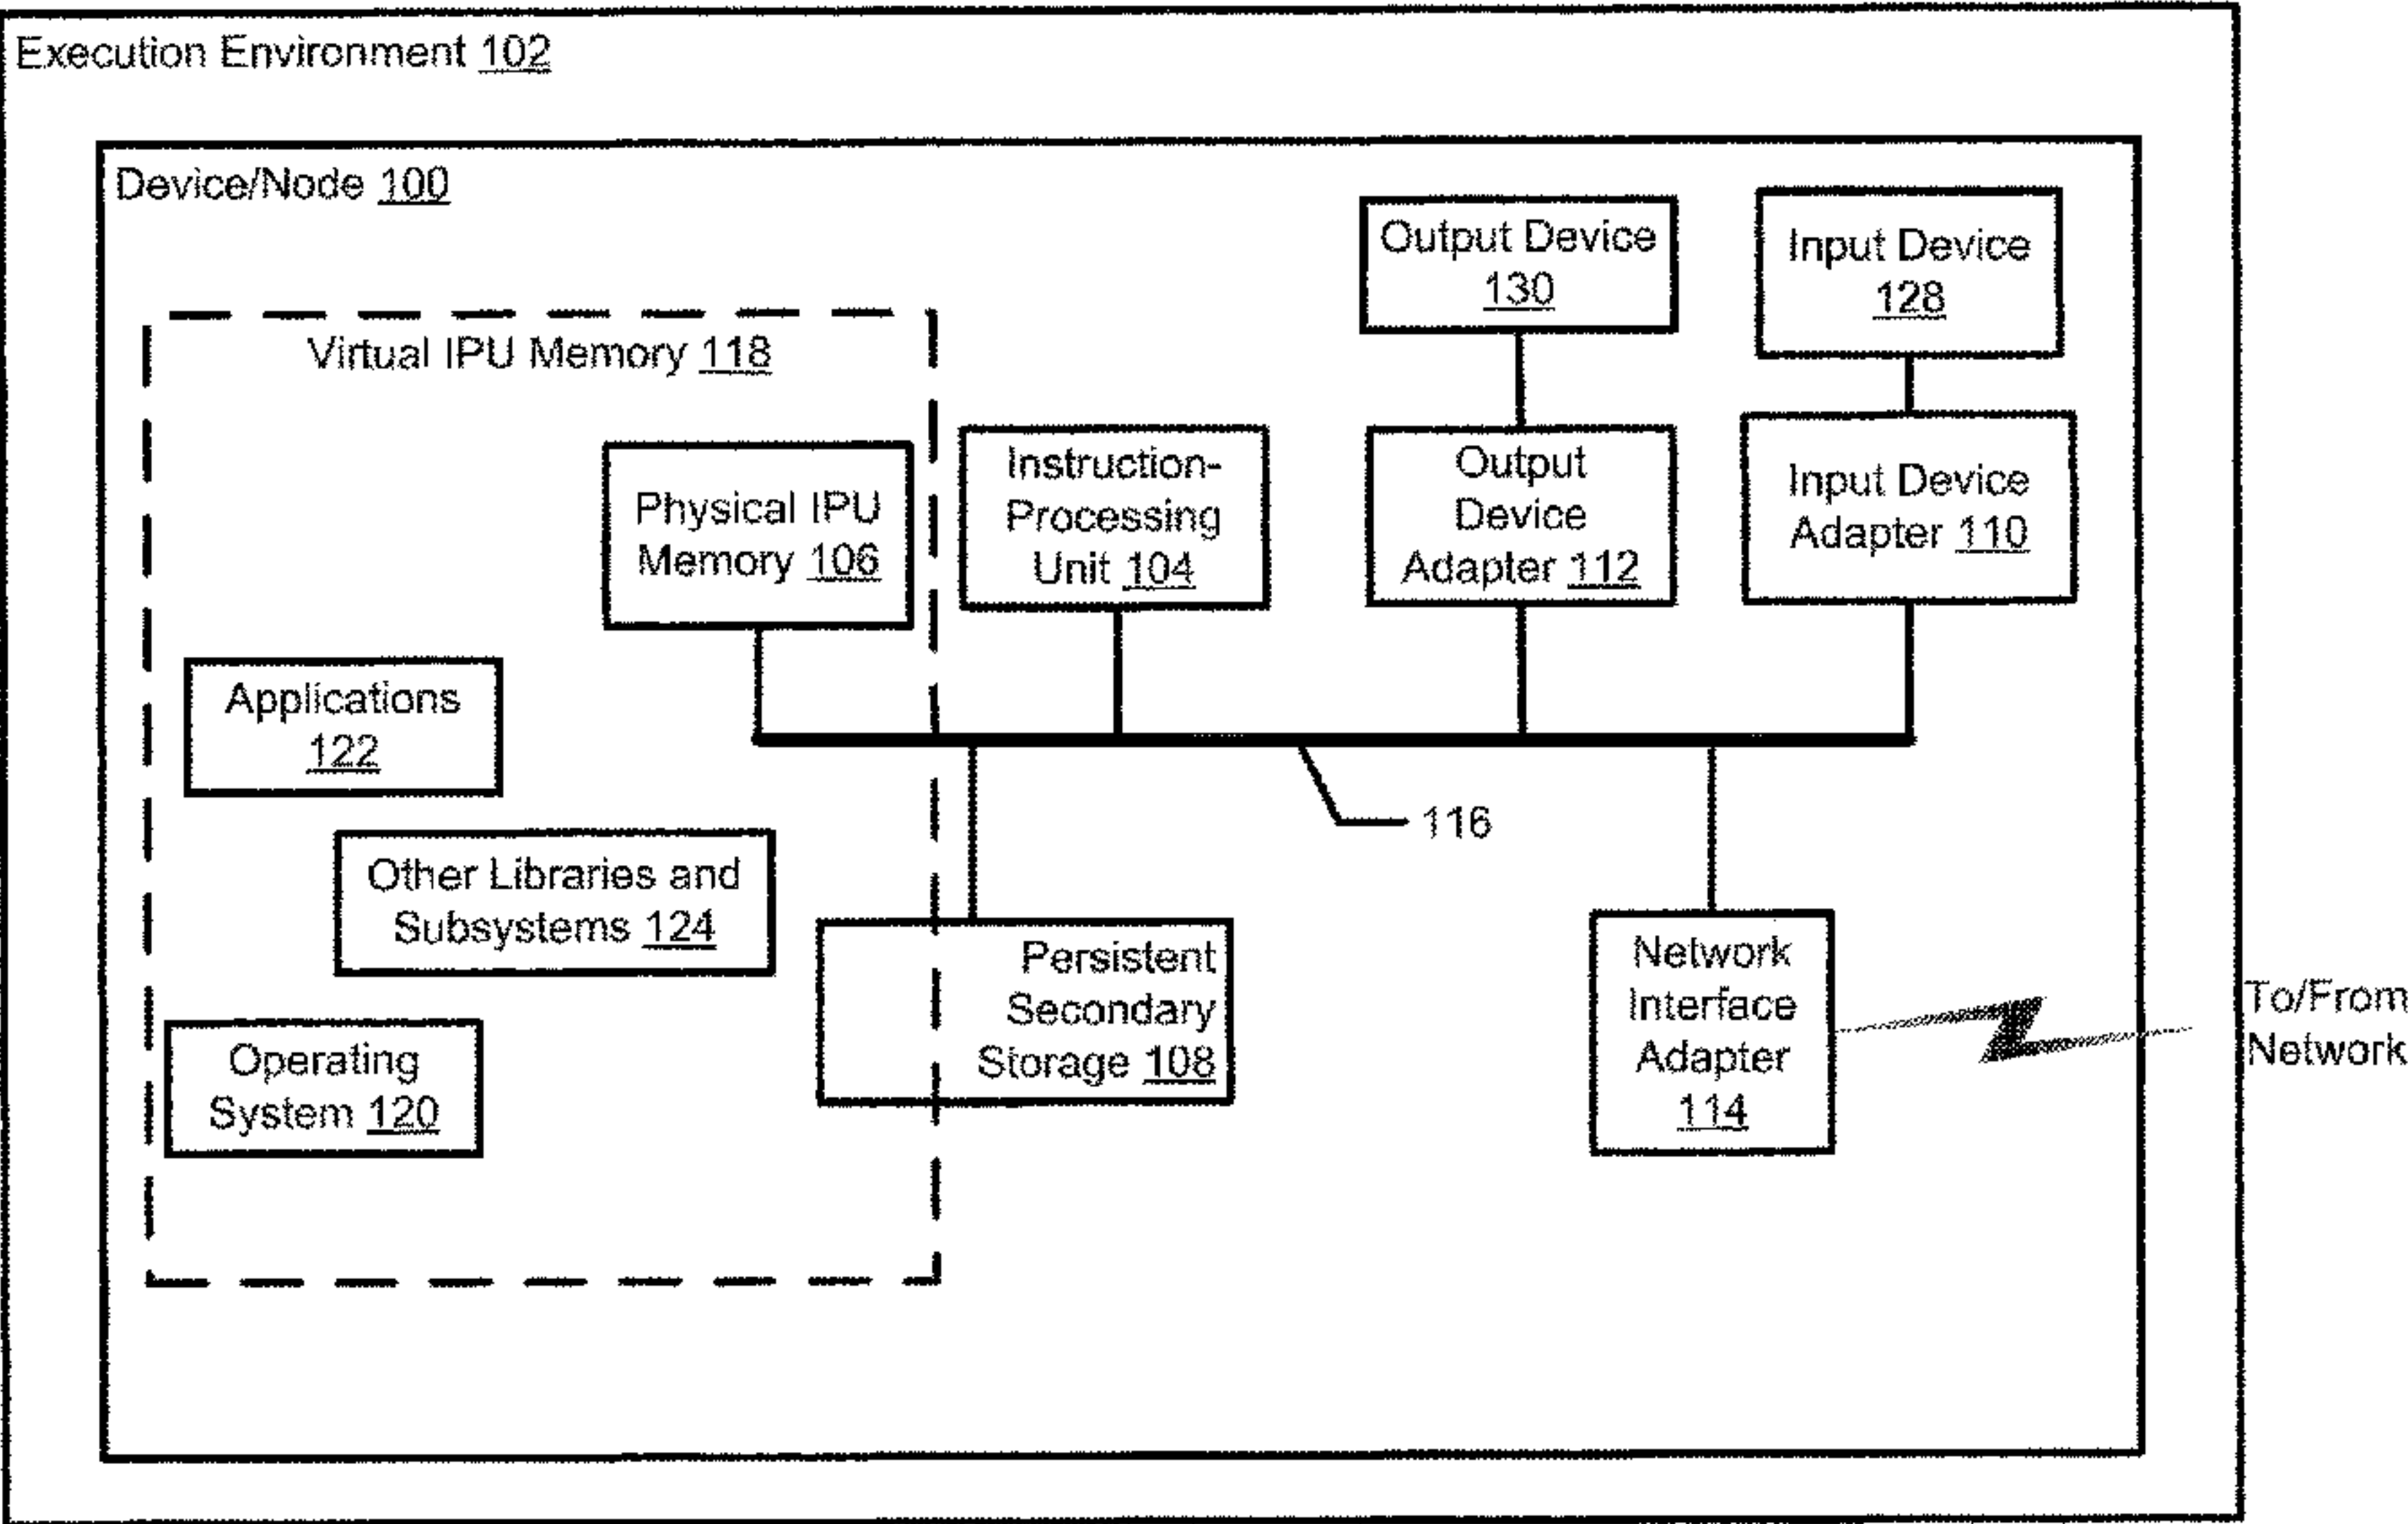 Execution Environment 102
Device/Node 100
Output Device
130
Input Device
128
Virtual IPU Memory 118
Physical IPU
Memory 106
Instruction-
Processing
Unit 104
Output
Device
Adapter 112
Input Device
Adapter 110
Applications
122
116
Other Libraries and
Subsystems 124
Persistent
Secondary
Storage 108
Network
Interface
Adapter
114
To/From
Network
Operating
System 120